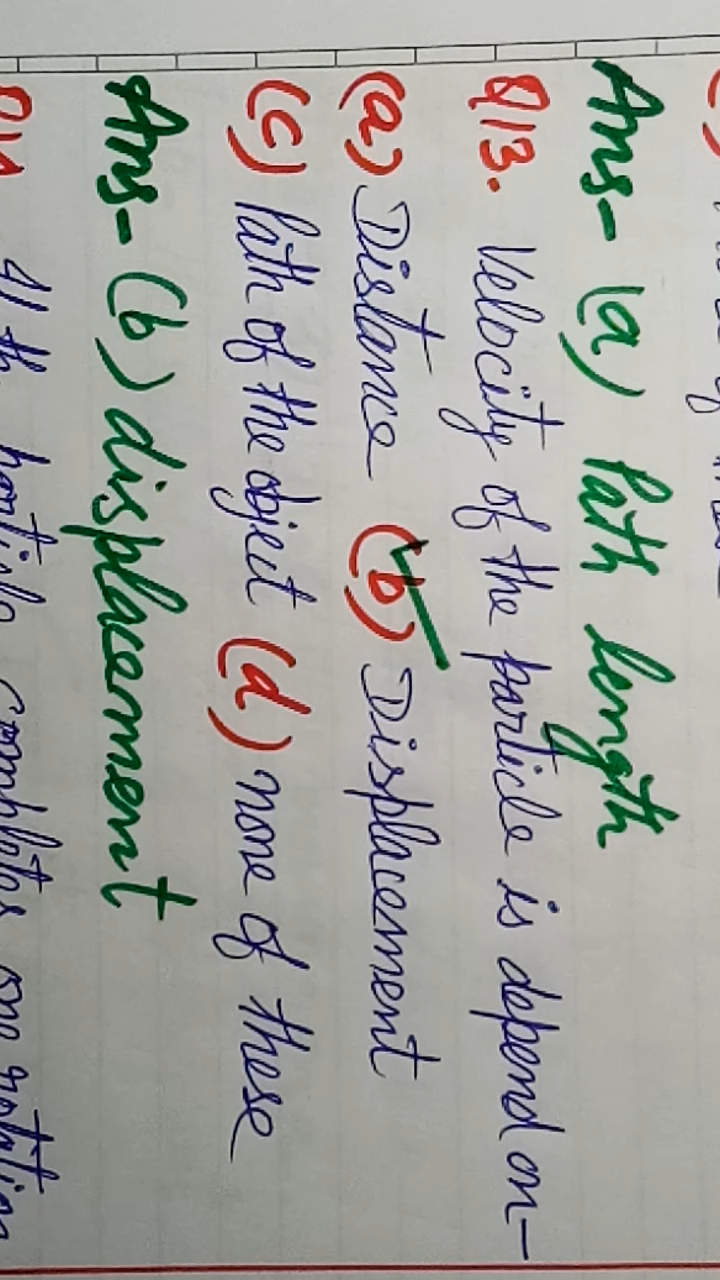 Ans- (a) Path length
Q13. Velocity of the particle is depend on-
(a) Distance (b) Displacement
(c) Path of the object (d) none of these
Ans- (b) displacement